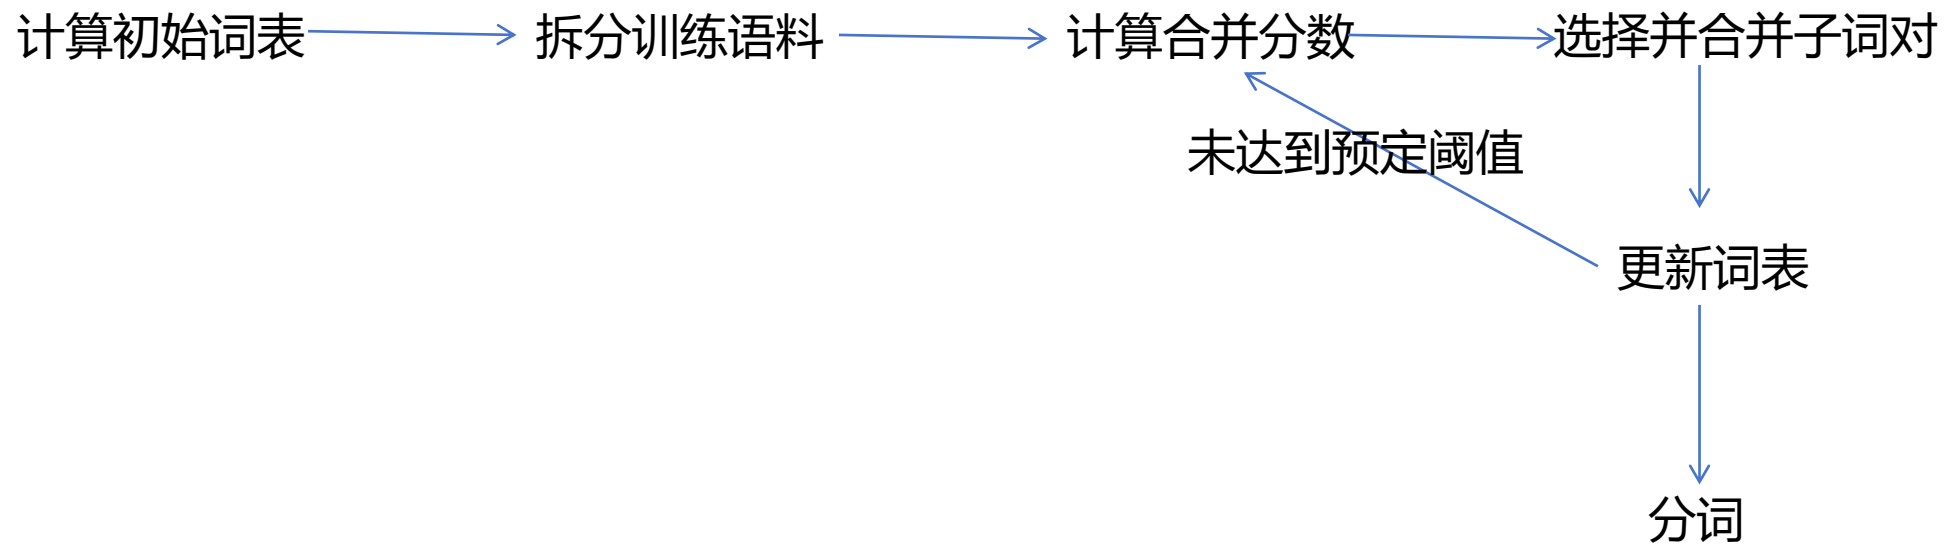 计算初始词表
拆分训练语料
计算合并分数
选择并合并子词对
未达到预定阈值
更新词表
分词